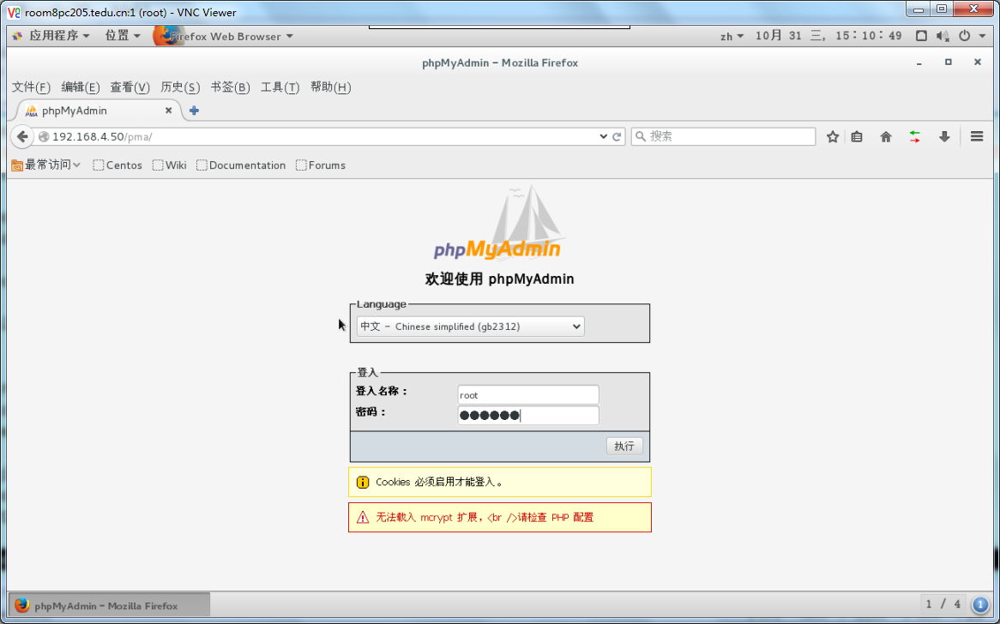 room8pc205.tedu.cn:1 (root) - VNC Viewer
应用程序 位置 Firefox Web Browser zh 10月 31 三, 15∶10∶49
phpMyAdmin - Mozilla Firefox
文件(F) 编辑(E) 查看(V) 历史(S) 书签(B) 工具(T) 帮助(H)
PMA phpMyAdmin
192.168.4.50/pma/ 搜索
最常访问 Centos Wiki Documentation Forums
phpMyAdmin
欢迎使用 phpMyAdmin
Language
中文 - Chinese simplified (gb2312)
登入
登入名称： root
密码： ●●●●●●
执行
Cookies 必须启用才能登入。
无法载入 mcrypt 扩展，<br />请检查 PHP 配置
phpMyAdmin - Mozilla Firefox 1 / 4 1